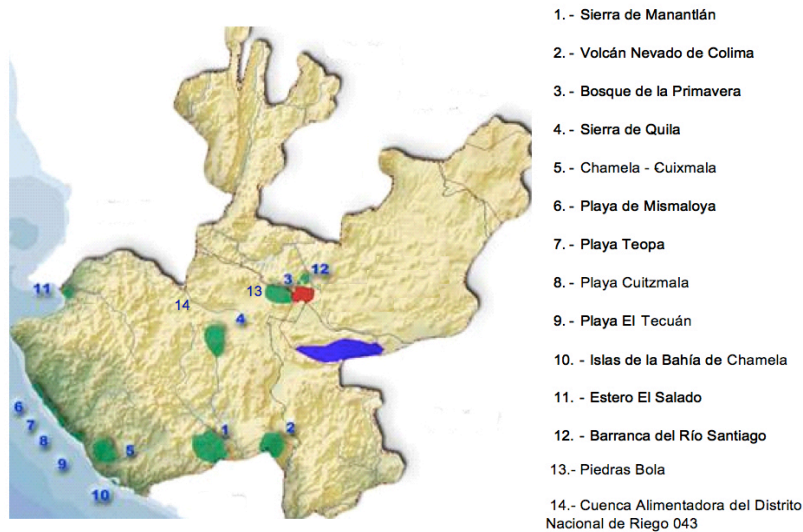 1. - Sierra de Manantlán
2. - Volcán Nevado de Colima
3. - Bosque de la Primavera
4. - Sierra de Quila
5. - Chamela - Cuixmala
6. - Playa de Mismaloya
7. - Playa Teopa
8. - Playa Cuitzmala
9. - Playa El Tecuán
10. - Islas de la Bahía de Chamela
11. - Estero El Salado
12. - Barranca del Río Santiago
13.- Piedras Bola
14.- Cuenca Alimentadora del Distrito
Nacional de Riego 043
12
3
13
11
14
4
6
7
8
9
10
5
1
2